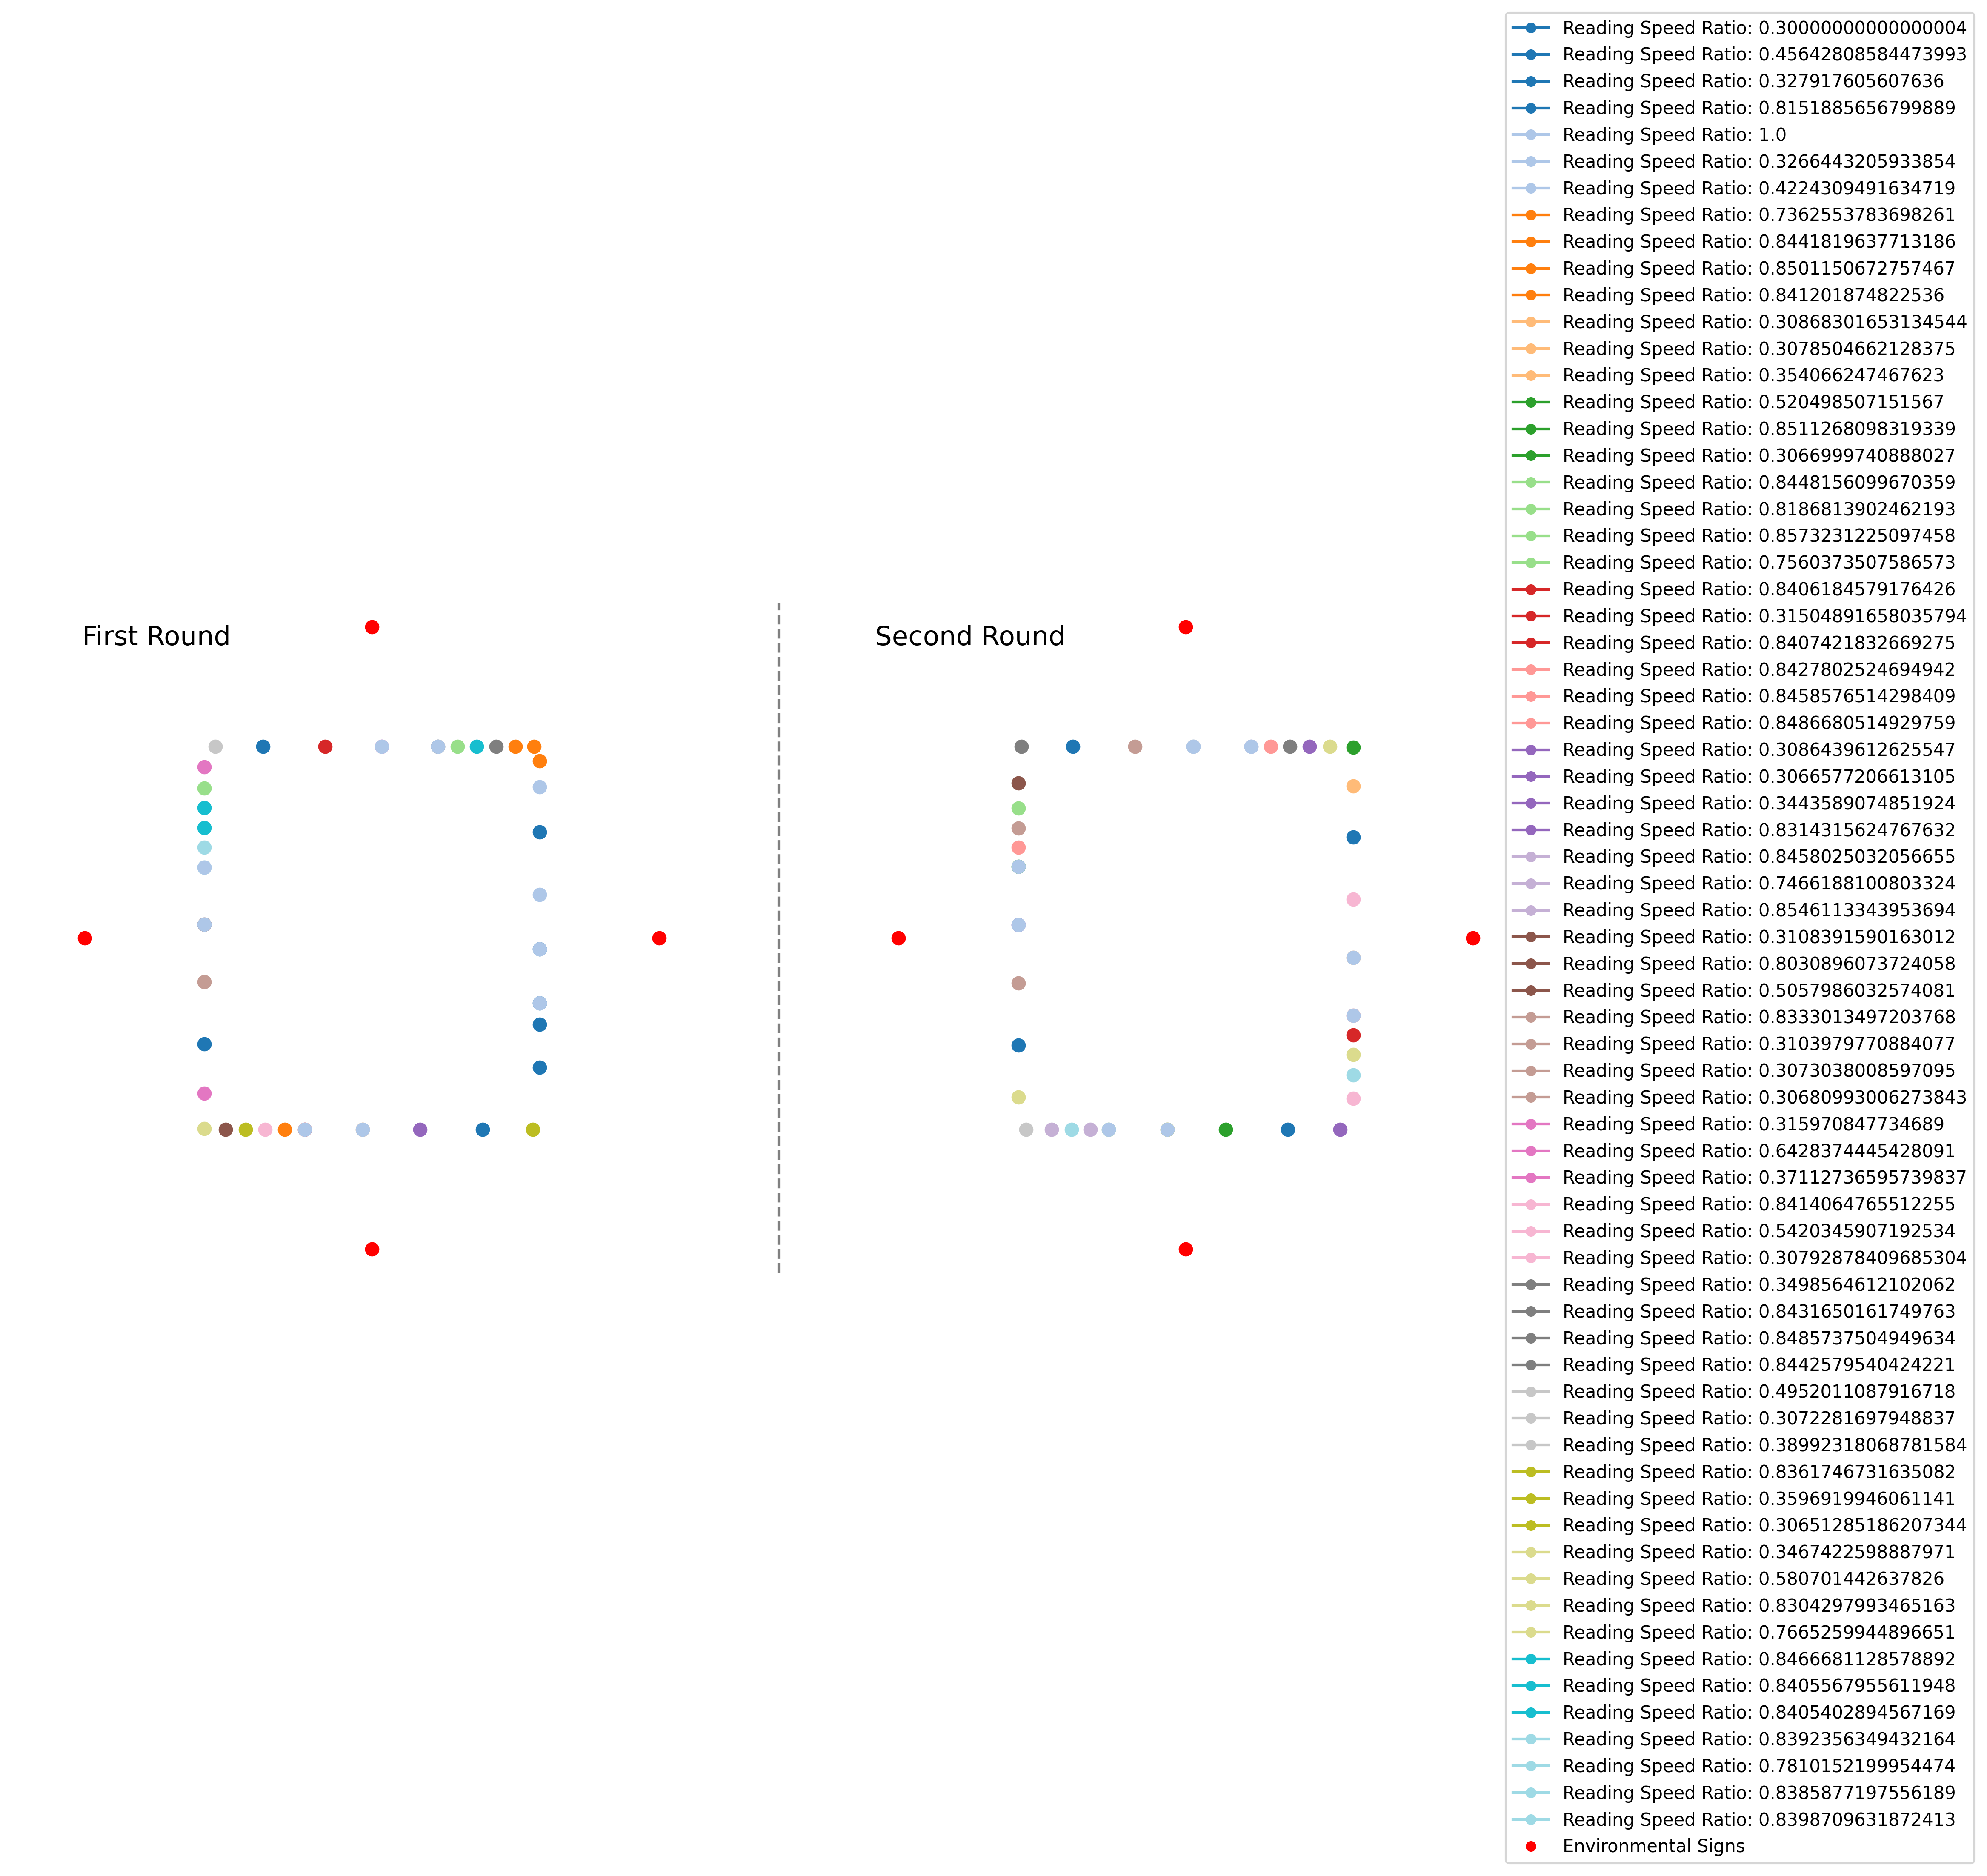 First Round
Second Round
Reading Speed Ratio: 0.30000000000000004
Reading Speed Ratio: 0.45642808584473993
Reading Speed Ratio: 0.327917605607636
Reading Speed Ratio: 0.8151885656799889
Reading Speed Ratio: 1.0
Reading Speed Ratio: 0.3266443205933854
Reading Speed Ratio: 0.4224309491634719
Reading Speed Ratio: 0.7362553783698261
Reading Speed Ratio: 0.8441819637713186
Reading Speed Ratio: 0.8501150672757467
Reading Speed Ratio: 0.841201874822536
Reading Speed Ratio: 0.30868301653134544
Reading Speed Ratio: 0.3078504662128375
Reading Speed Ratio: 0.354066247467623
Reading Speed Ratio: 0.520498507151567
Reading Speed Ratio: 0.8511268098319339
Reading Speed Ratio: 0.3066999740888027
Reading Speed Ratio: 0.8448156099670359
Reading Speed Ratio: 0.8186813902462193
Reading Speed Ratio: 0.8573231225097458
Reading Speed Ratio: 0.7560373507586573
Reading Speed Ratio: 0.8406184579176426
Reading Speed Ratio: 0.31504891658035794
Reading Speed Ratio: 0.8407421832669275
Reading Speed Ratio: 0.8427802524694942
Reading Speed Ratio: 0.8458576514298409
Reading Speed Ratio: 0.8486680514929759
Reading Speed Ratio: 0.3086439612625547
Reading Speed Ratio: 0.3066577206613105
Reading Speed Ratio: 0.3443589074851924
Reading Speed Ratio: 0.8314315624767632
Reading Speed Ratio: 0.8458025032056655
Reading Speed Ratio: 0.7466188100803324
Reading Speed Ratio: 0.8546113343953694
Reading Speed Ratio: 0.3108391590163012
Reading Speed Ratio: 0.8030896073724058
Reading Speed Ratio: 0.5057986032574081
Reading Speed Ratio: 0.8333013497203768
Reading Speed Ratio: 0.3103979770884077
Reading Speed Ratio: 0.3073038008597095
Reading Speed Ratio: 0.30680993006273843
Reading Speed Ratio: 0.315970847734689
Reading Speed Ratio: 0.6428374445428091
Reading Speed Ratio: 0.37112736595739837
Reading Speed Ratio: 0.8414064765512255
Reading Speed Ratio: 0.5420345907192534
Reading Speed Ratio: 0.30792878409685304
Reading Speed Ratio: 0.3498564612102062
Reading Speed Ratio: 0.8431650161749763
Reading Speed Ratio: 0.8485737504949634
Reading Speed Ratio: 0.8442579540424221
Reading Speed Ratio: 0.4952011087916718
Reading Speed Ratio: 0.3072281697948837
Reading Speed Ratio: 0.38992318068781584
Reading Speed Ratio: 0.8361746731635082
Reading Speed Ratio: 0.3596919946061141
Reading Speed Ratio: 0.30651285186207344
Reading Speed Ratio: 0.3467422598887971
Reading Speed Ratio: 0.580701442637826
Reading Speed Ratio: 0.8304297993465163
Reading Speed Ratio: 0.7665259944896651
Reading Speed Ratio: 0.8466681128578892
Reading Speed Ratio: 0.8405567955611948
Reading Speed Ratio: 0.8405402894567169
Reading Speed Ratio: 0.8392356349432164
Reading Speed Ratio: 0.7810152199954474
Reading Speed Ratio: 0.8385877197556189
Reading Speed Ratio: 0.8398709631872413
Environmental Signs